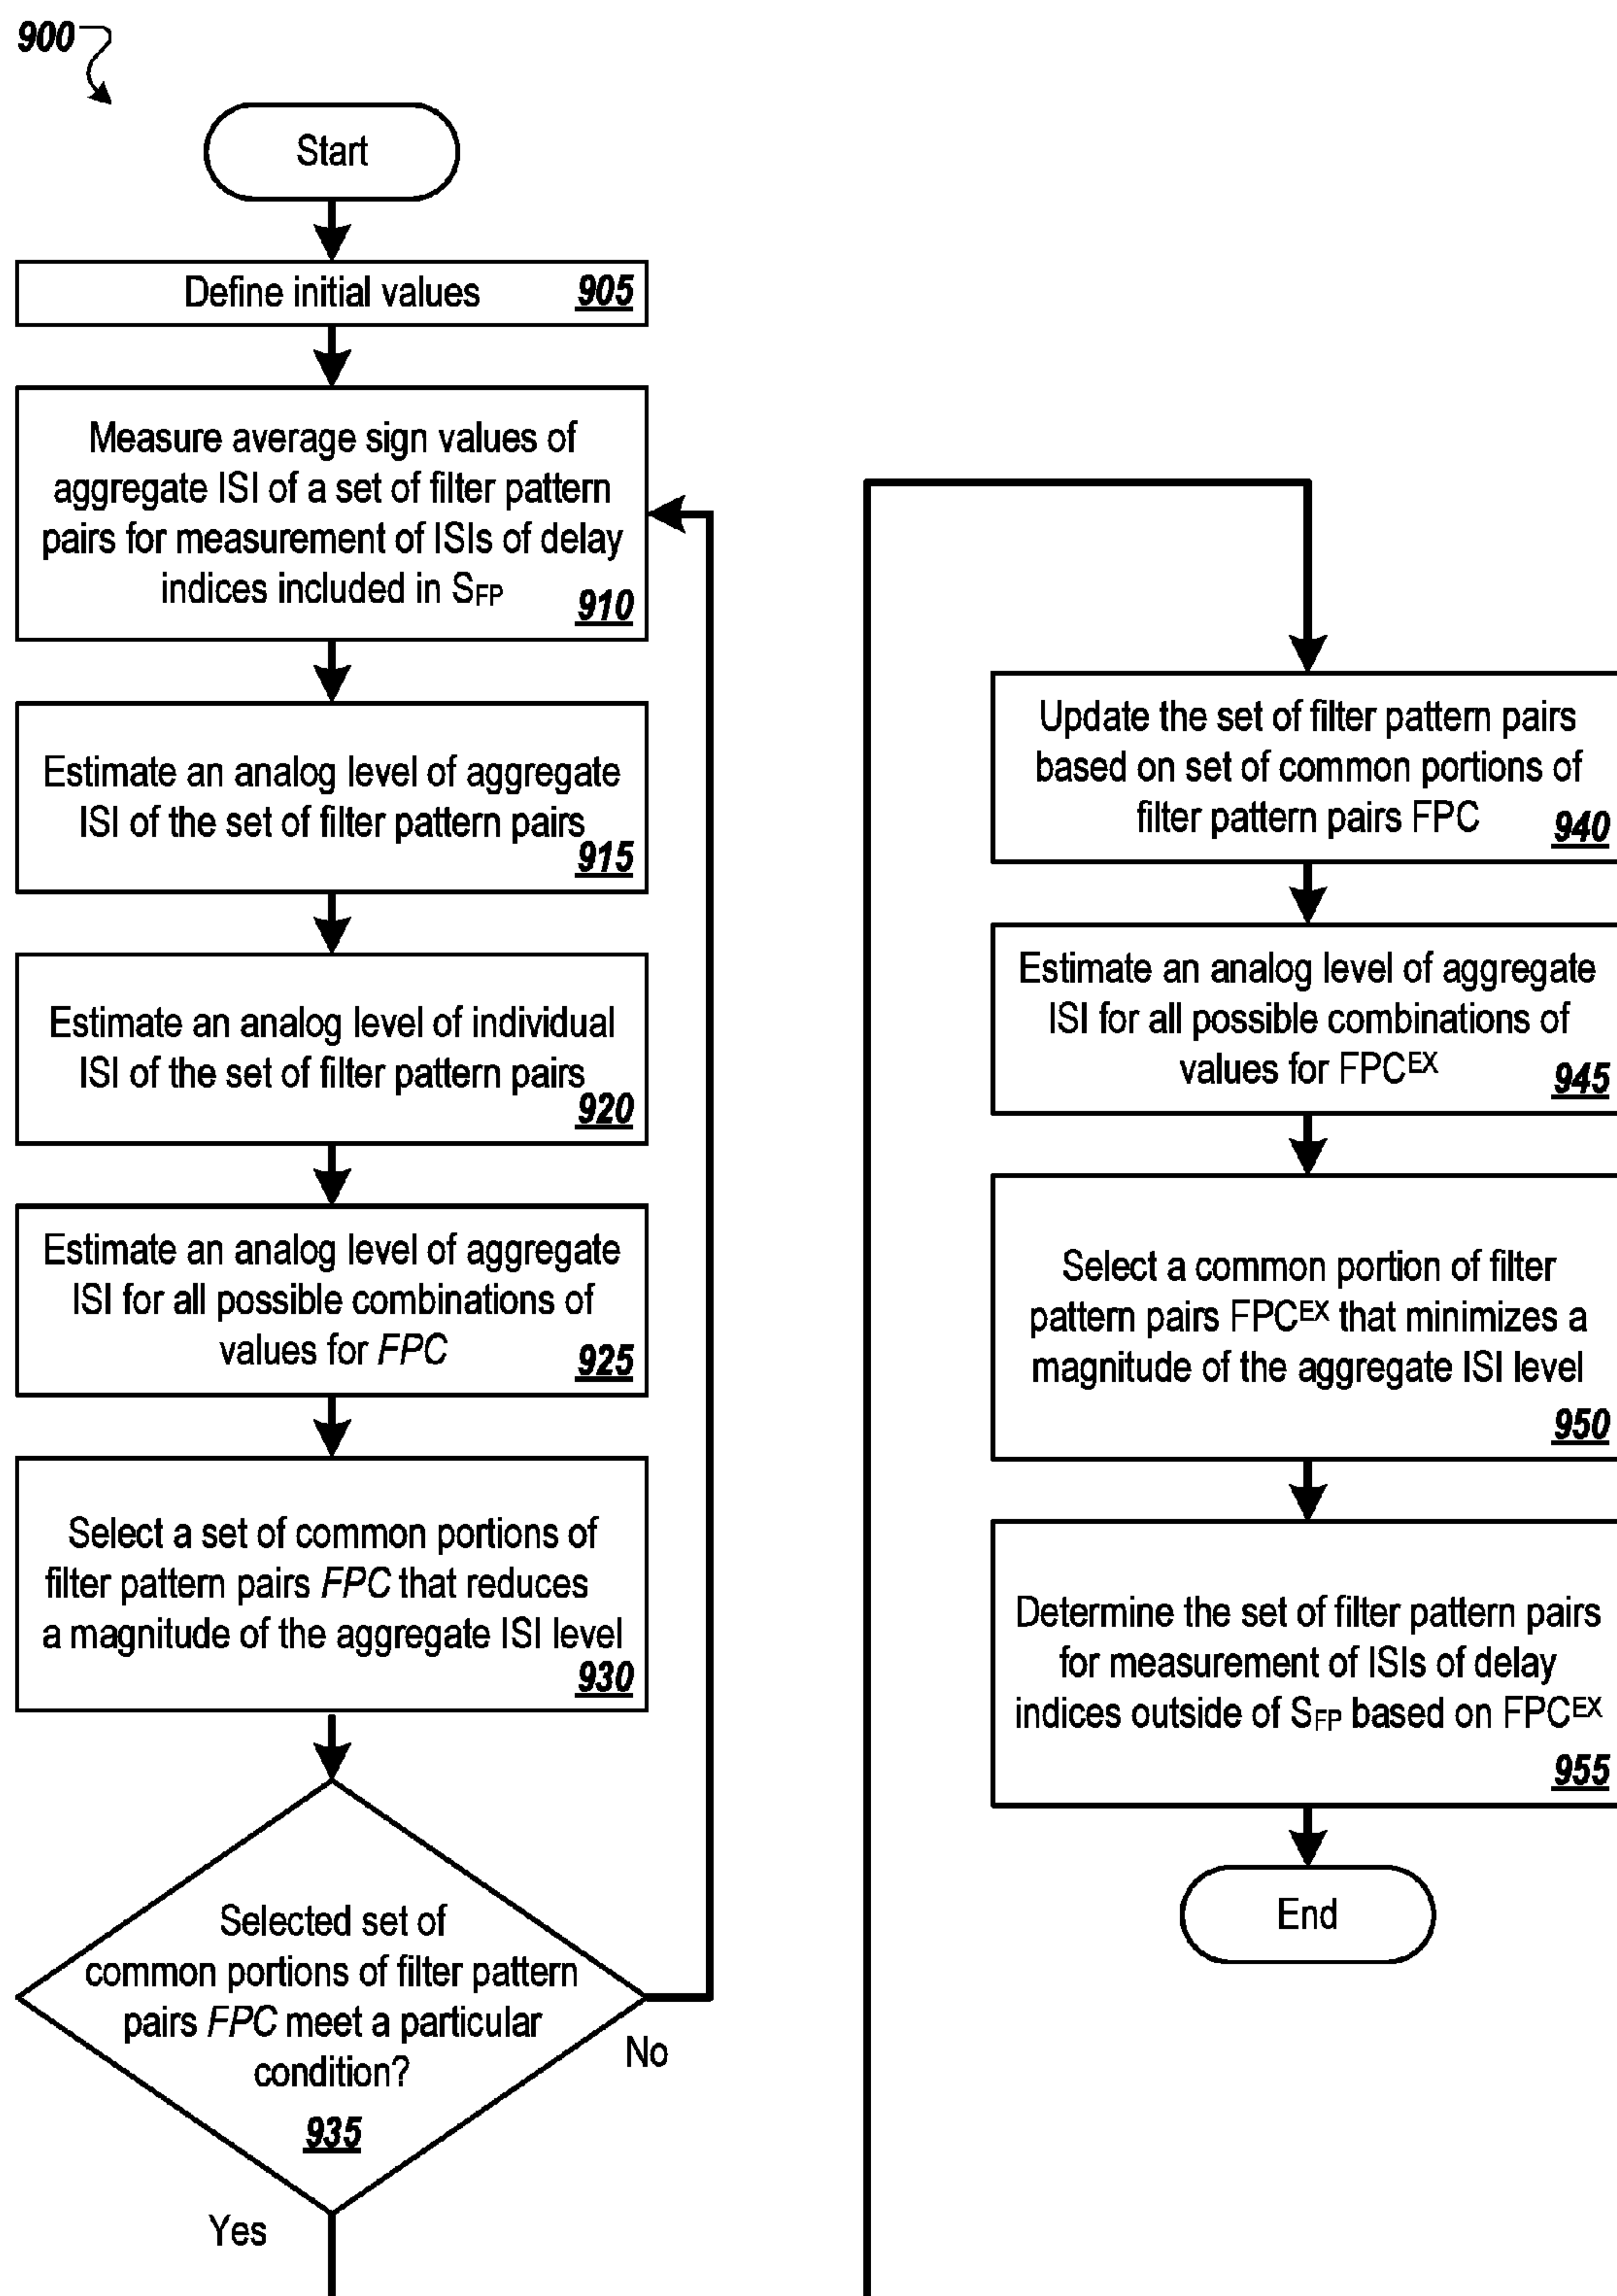 900
Start
Define initial values 905
Measure average sign values of
aggregate ISI of a set of filter pattern
pairs for measurement of ISIs of delay
indices included in SFP
910
Estimate an analog level of aggregate
ISI of the set of filter pattern pairs
915
Estimate an analog level of individual
ISI of the set of filter pattern pairs
920
Estimate an analog level of aggregate
ISI for all possible combinations of
values for FPC
925
Select a set of common portions of
filter pattern pairs FPC that reduces
a magnitude of the aggregate ISI level
930
Selected set of
common portions of filter pattern
pairs FPC meet a particular
condition?
935
No
Yes
Update the set of filter pattern pairs
based on set of common portions of
filter pattern pairs FPC
940
Estimate an analog level of aggregate
ISI for all possible combinations of
values for FPCEX
945
Select a common portion of filter
pattern pairs FPCEX that minimizes a
magnitude of the aggregate ISI level
950
Determine the set of filter pattern pairs
for measurement of ISIs of delay
indices outside of SFP based on FPCEX
955
End